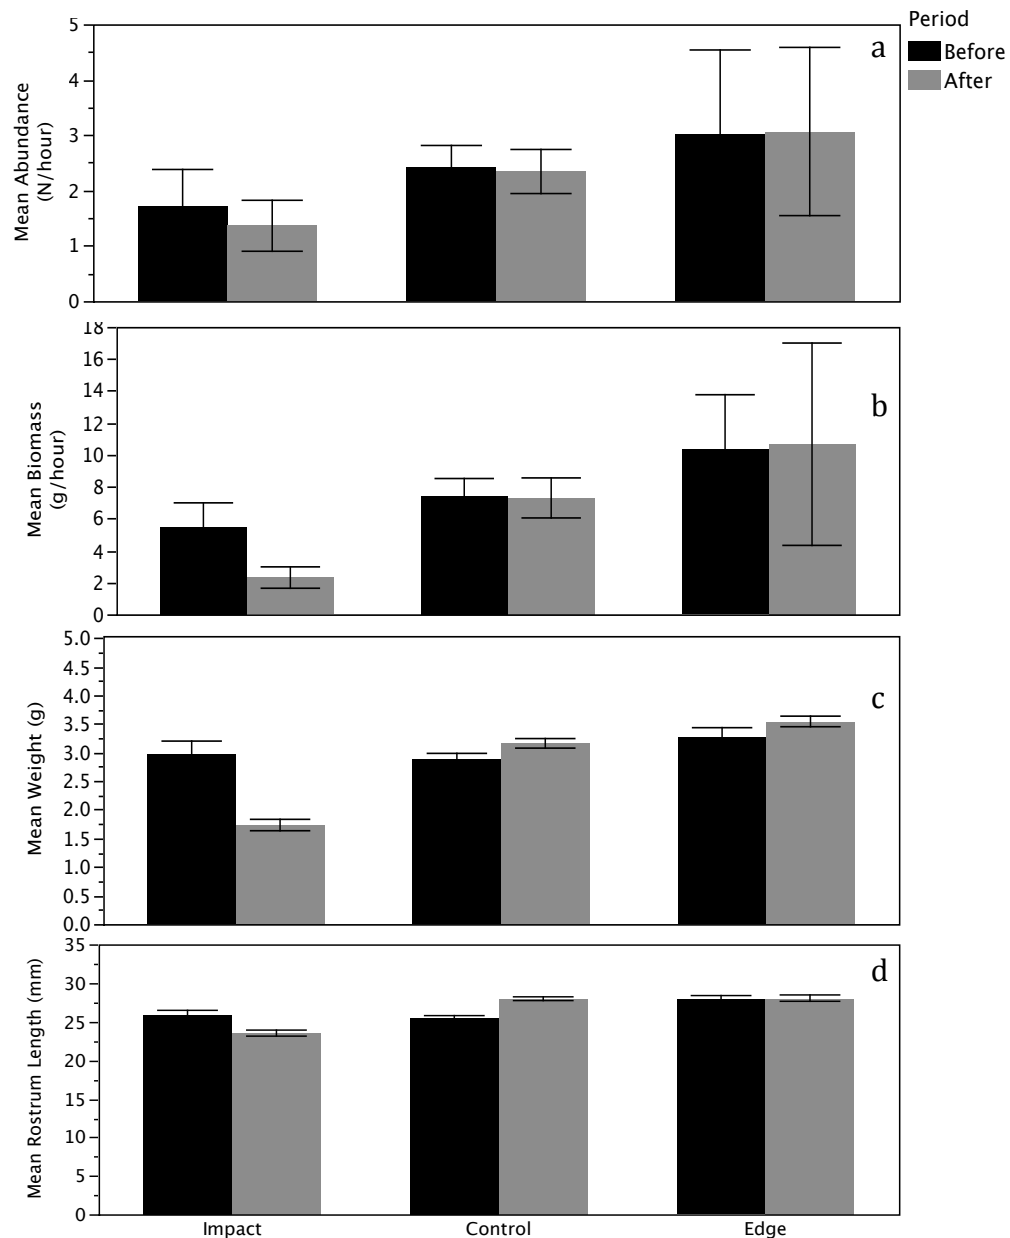 Period
Before
After
a
5
4
3
2
1
0
Mean Abundance
(N/hour)
b
18
16
14
12
10
8
6
4
2
0
Mean Biomass
(g/hour)
c
5.0
4.5
4.0
3.5
3.0
2.5
2.0
1.5
1.0
0.5
0.0
Mean Weight (g)
d
35
30
25
20
15
10
5
0
Mean Rostrum Length (mm)
Impact Control Edge